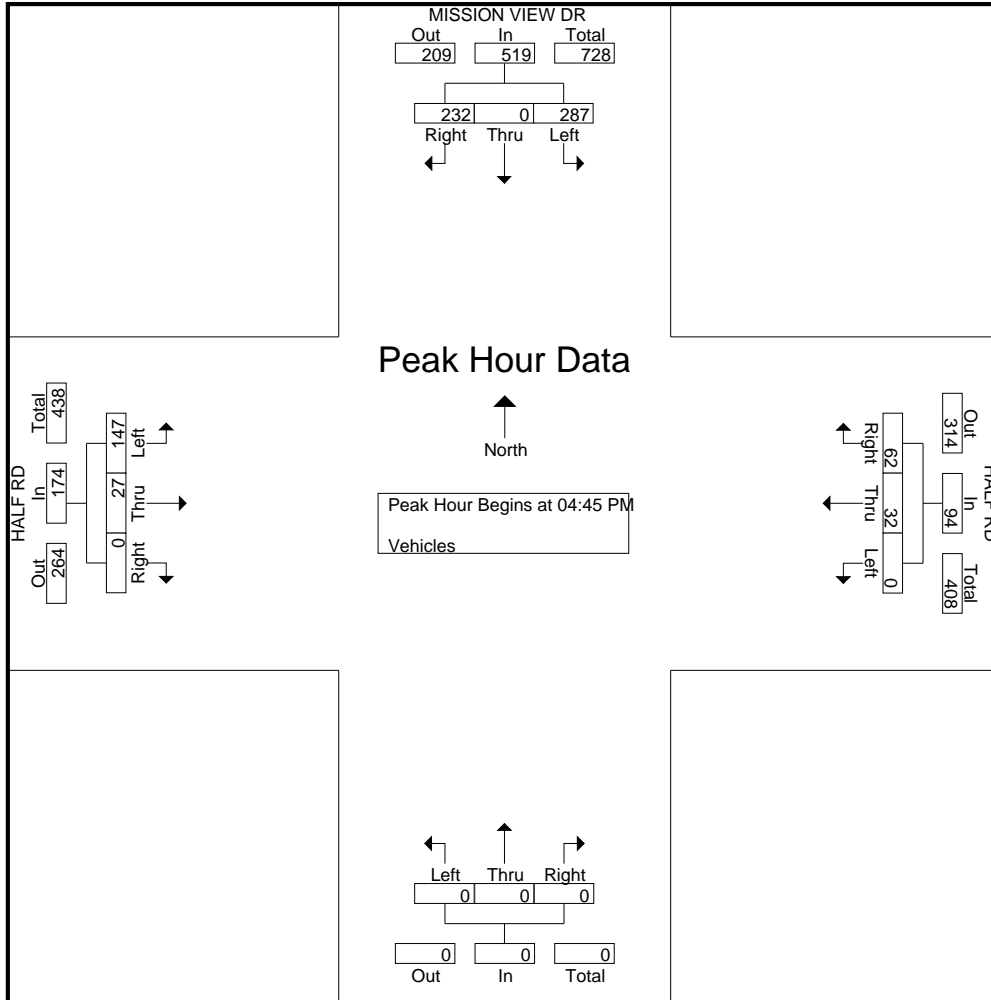 MISSION VIEW DR
Out In Total
209 519 728
232 0 287
Right Thru Left
Peak Hour Data
North
Peak Hour Begins at 04:45 PM
Vehicles
HALF RD
Total In Out
438 174 264
147 27 0
Left Thru Right
HALF RD
Out In Total
314 94 408
62 32 0
Right Thru Left
Left Thru Right
0 0 0
0 0 0
Out In Total